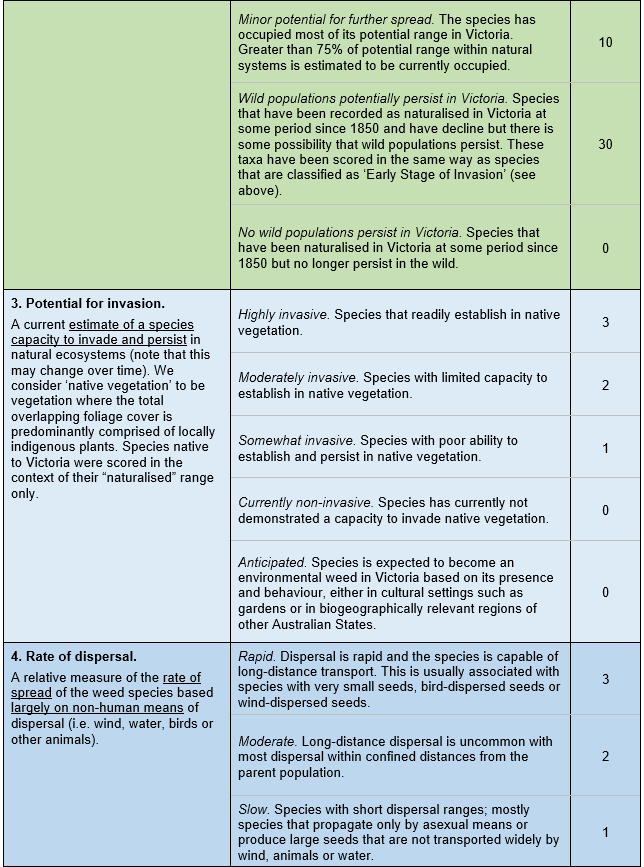 Minor potential for further spread. The species has
occupied most of its potential range in Victoria.
Greater than 75% of potential range within natural
systems is estimated to be currently occupied.
10
Wild populations potentially persist in Victoria. Species
that have been recorded as naturalised in Victoria at
some period since 1850 and have decline but there is
some possibility that wild populations persist. These
taxa have been scored in the same way as species
that are classified as ‘Early Stage of Invasion’ (see
above).
30
No wild populations persist in Victoria. Species that
have been naturalised in Victoria at some period since
1850 but no longer persist in the wild.
0
3. Potential for invasion.
A current estimate of a species
capacity to invade and persist in
natural ecosystems (note that this
may change over time). We
consider ‘native vegetation’ to be
vegetation where the total
overlapping foliage cover is
predominantly comprised of locally
indigenous plants. Species native
to Victoria were scored in the
context of their “naturalised” range
only.
Highly invasive. Species that readily establish in native
vegetation.
3
Moderately invasive. Species with limited capacity to
establish in native vegetation.
2
Somewhat invasive. Species with poor ability to
establish and persist in native vegetation.
1
Currently non-invasive. Species has currently not
demonstrated a capacity to invade native vegetation.
0
Anticipated. Species is expected to become an
environmental weed in Victoria based on its presence
and behaviour, either in cultural settings such as
gardens or in biogeographically relevant regions of
other Australian States.
0
4. Rate of dispersal.
A relative measure of the rate of
spread of the weed species based
largely on non-human means of
dispersal (i.e. wind, water, birds or
other animals).
Rapid. Dispersal is rapid and the species is capable of
long-distance transport. This is usually associated with
species with very small seeds, bird-dispersed seeds or
wind-dispersed seeds.
3
Moderate. Long-distance dispersal is uncommon with
most dispersal within confined distances from the
parent population.
2
Slow. Species with short dispersal ranges; mostly
species that propagate only by asexual means or
produce large seeds that are not transported widely by
wind, animals or water.
1